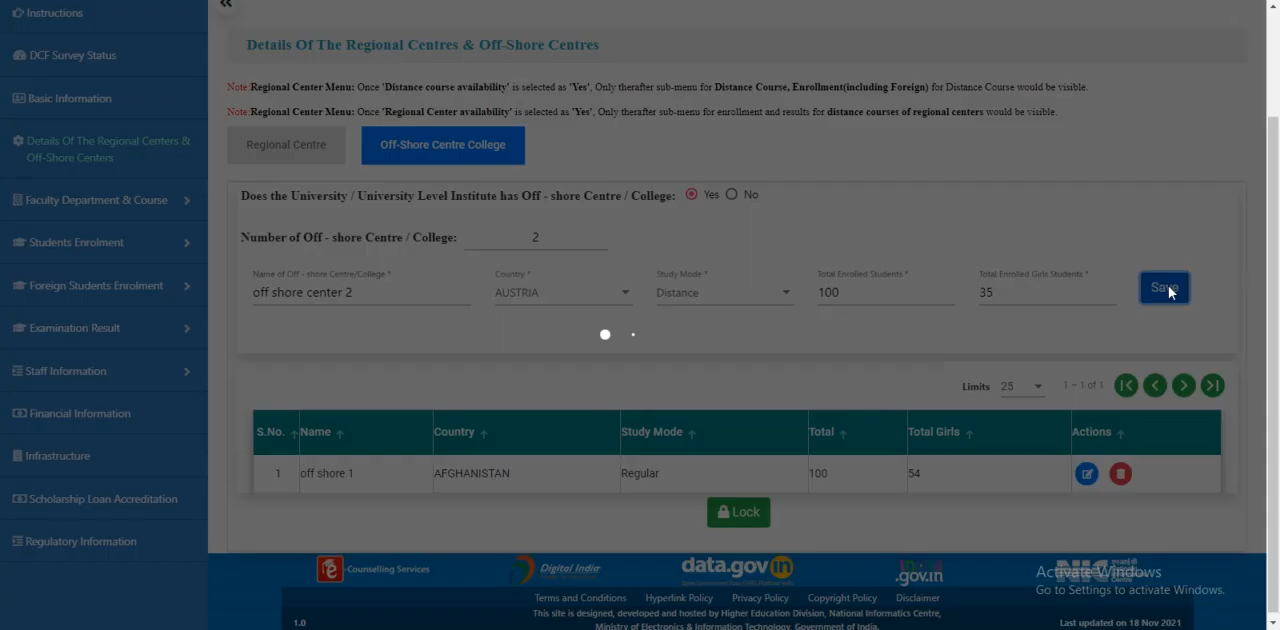 «
Instructions
DCF Survey Status
Basic Information
Details Of The Regional Centers &
Off-Shore Centers
Faculty Department & Course
Students Enrolment
Foreign Students Enrolment
Examination Result
Staff Information
Financial Information
Infrastructure
Scholarship Loan Accreditation
Regulatory Information
Details Of The Regional Centres & Off-Shore Centres
Note:Regional Center Menu: Once 'Distance course availability' is selected as 'Yes', Only therafter sub-menu for Distance Course, Enrollment(including Foreign) for Distance Course would be visible.
Note:Regional Center Menu: Once 'Regional Center availability' is selected as 'Yes', Only therafter sub-menu for enrollment and results for distance courses of regional centers would be visible.
Regional Centre Off-Shore Centre College
Does the University / University Level Institute has Off - shore Centre / College: Yes No
Number of Off - shore Centre / College: 2
Name of Off - shore Centre/College * Country * Study Mode * Total Enrolled Students * Total Enrolled Girls Students *
off shore center 2 AUSTRIA Distance 100 35 Save
Limits 25 1 – 1 of 1
S.No. Name Country Study Mode Total Total Girls Actions
1 off shore 1 AFGHANISTAN Regular 100 54
Lock
e-Counselling Services Digital India data.gov in .gov.in NIC
Activate Windows
Go to Settings to activate Windows.
Terms and Conditions Hyperlink Policy Privacy Policy Copyright Policy Disclaimer
This site is designed, developed and hosted by Higher Education Division, National Informatics Centre,
1.0 Ministry of Electronics & Information Technology, Government of India. Last updated on 18 Nov 2021